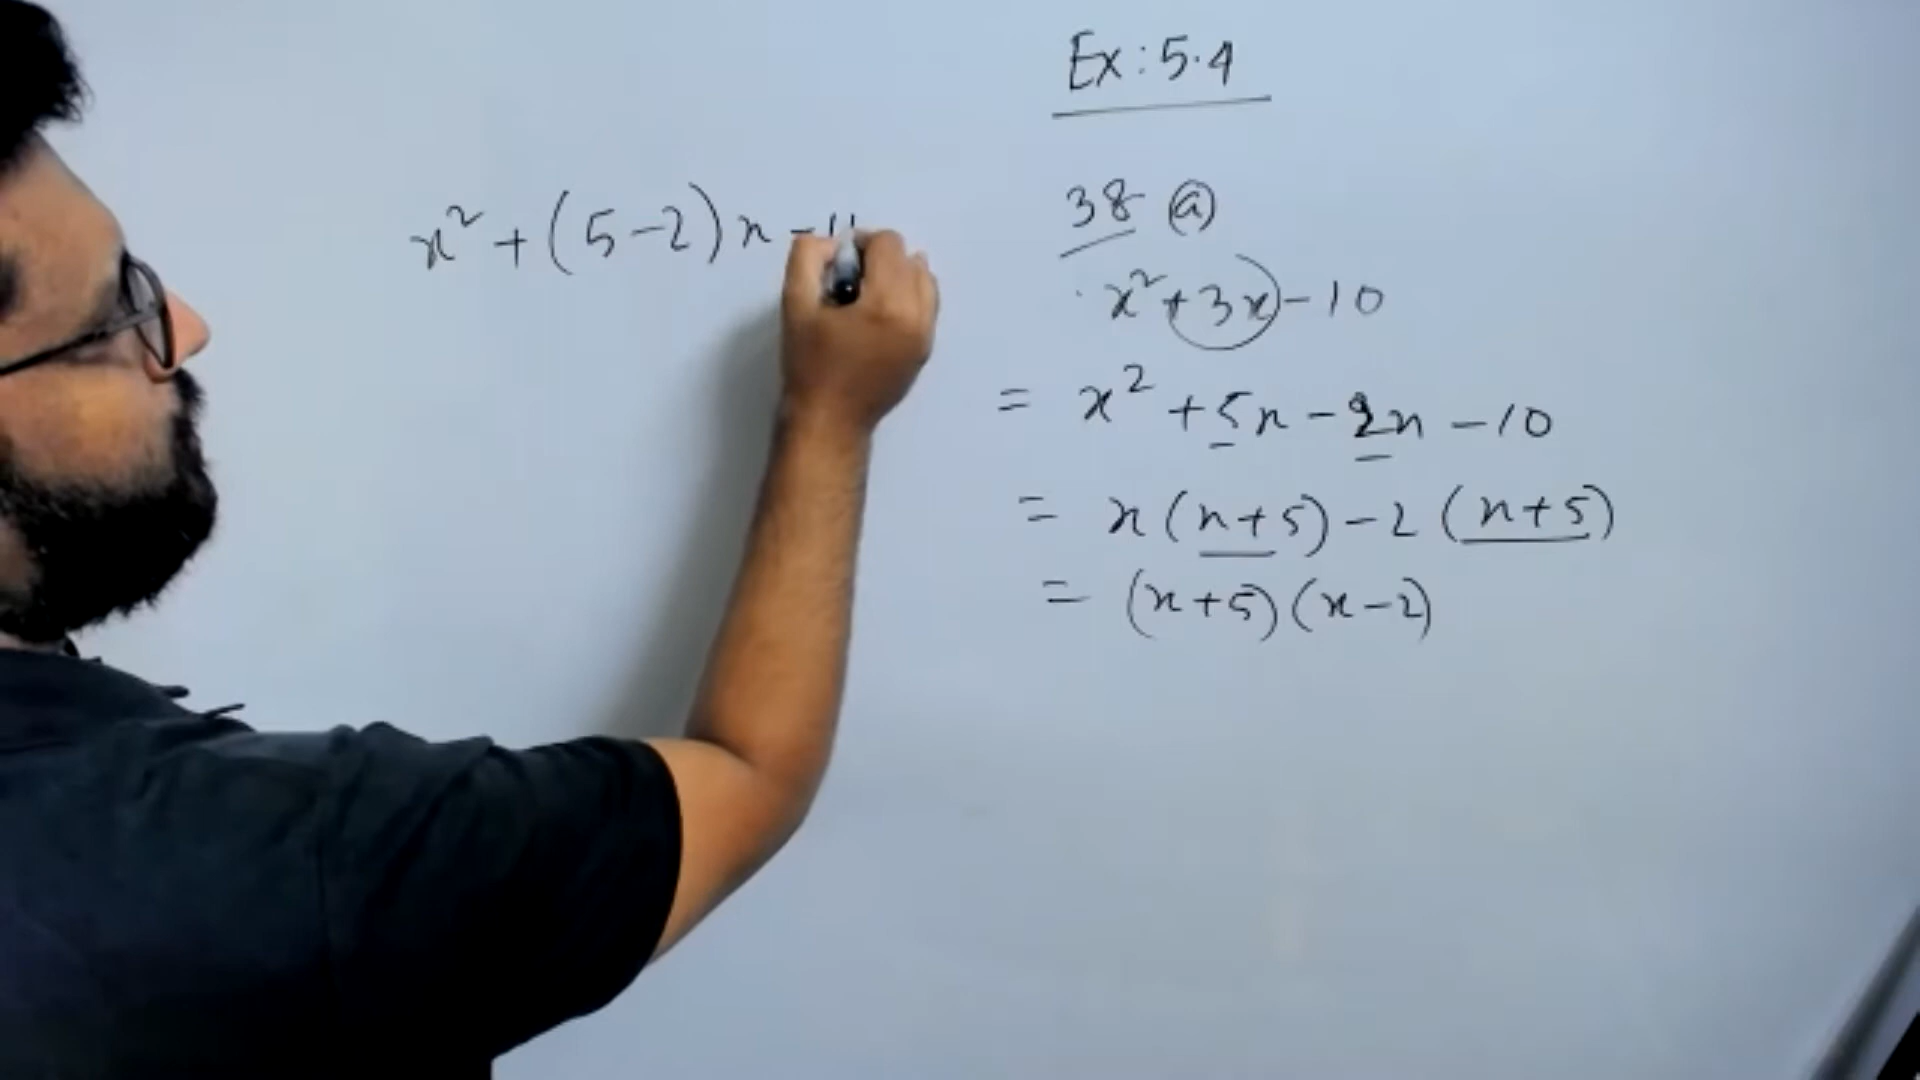 Ex : 5.4
38 (a)
x² + 3x - 10
= x² + 5x - 2x - 10
= x (x+5) - 2 (x+5)
= (x+5) (x-2)
x² + (5-2) x -